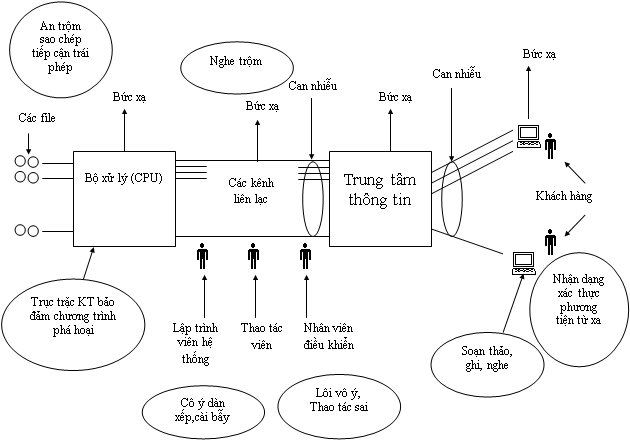 An trộm
sao chép
tiếp cận trái
phép
Nghe trộm
Bức xạ
Can nhiễu
Can nhiễu
Bức xạ
Bức xạ
Bức xạ
Các file
Bộ xử lý (CPU)
Các kênh
liên lạc
Trung tâm
thông tin
Khách hàng
Trục trặc KT bảo
đảm chương trình
phá hoại
Lập trình
viên hệ
thống
Thao tác
viên
Nhân viên
điều khiển
Nhận dạng
xác thực
phương
tiện từ xa
Soạn thảo,
ghi, nghe
Cô ý dàn
xếp,cài bẫy
Lôi vô ý,
Thao tác sai